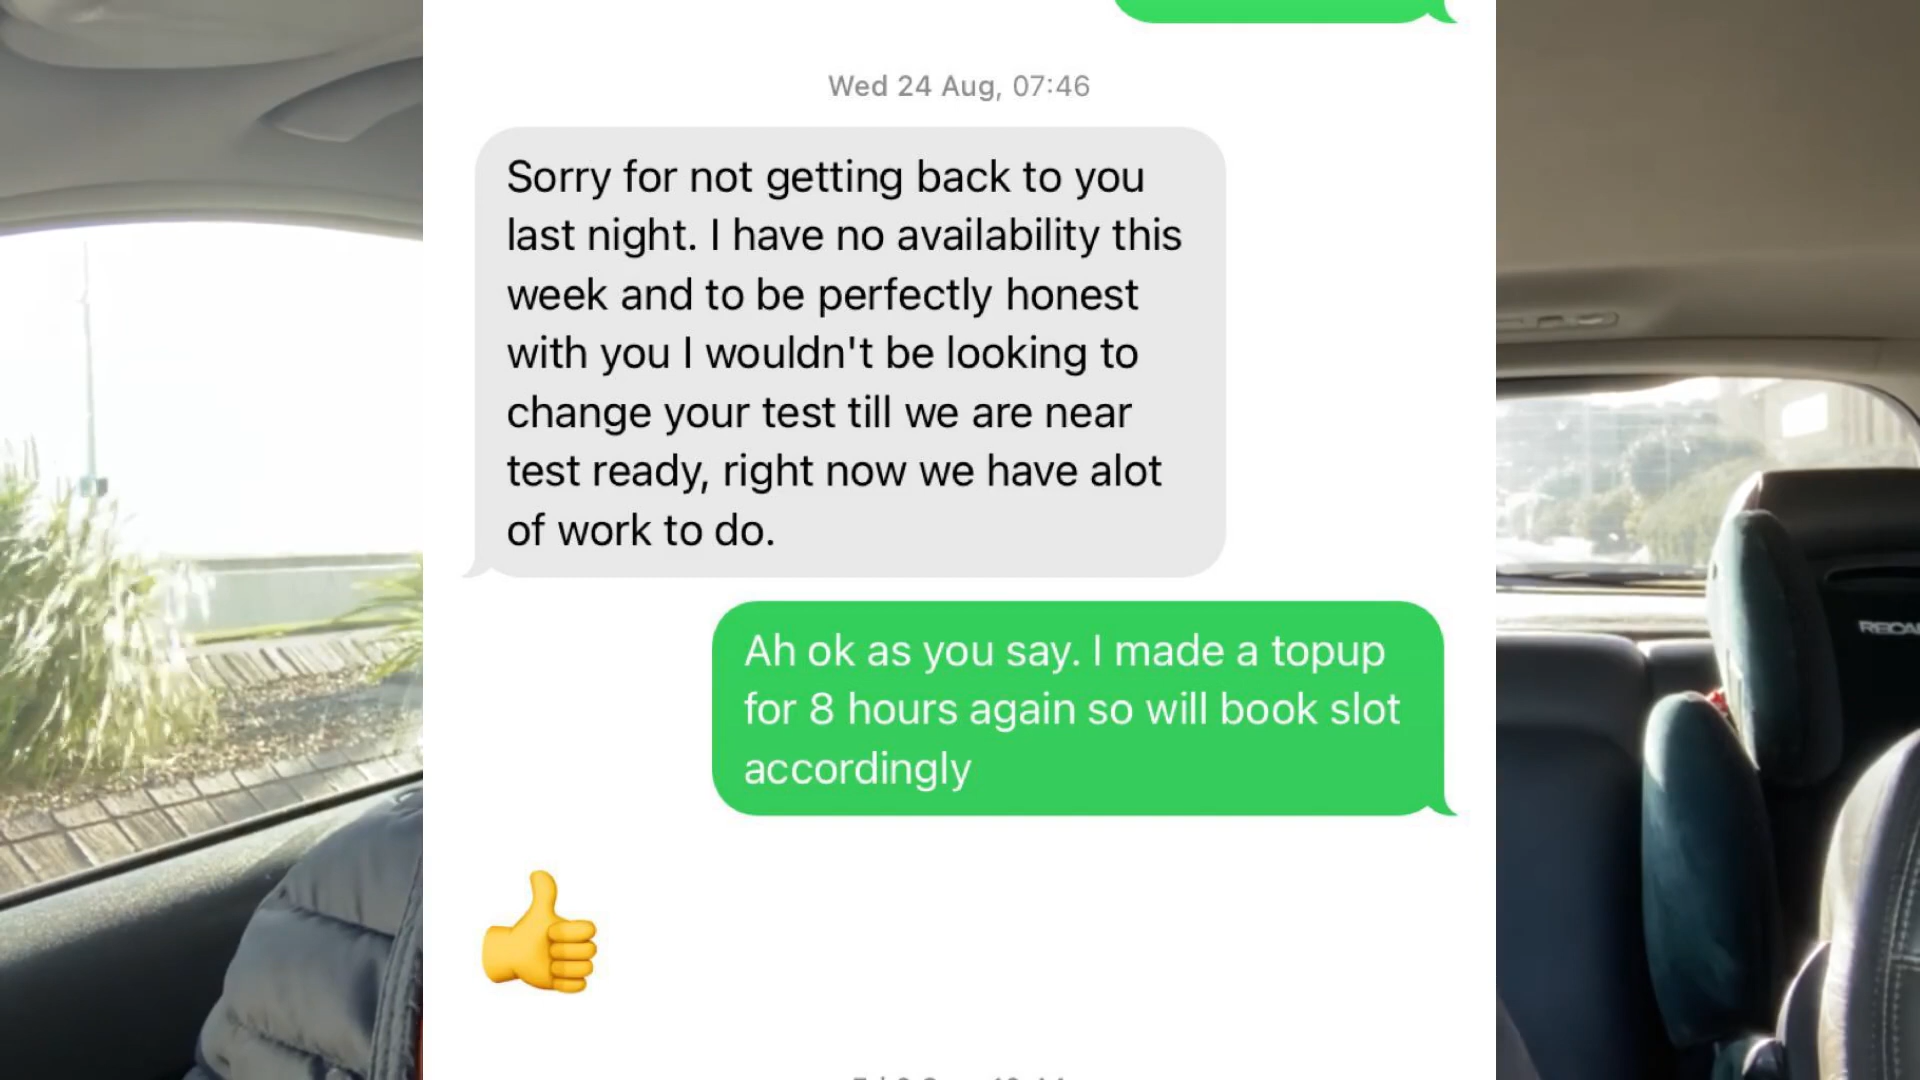 Wed 24 Aug, 07:46
Sorry for not getting back to you
last night. I have no availability this
week and to be perfectly honest
with you I wouldn't be looking to
change your test till we are near
test ready, right now we have alot
of work to do.
Ah ok as you say. I made a topup
for 8 hours again so will book slot
accordingly